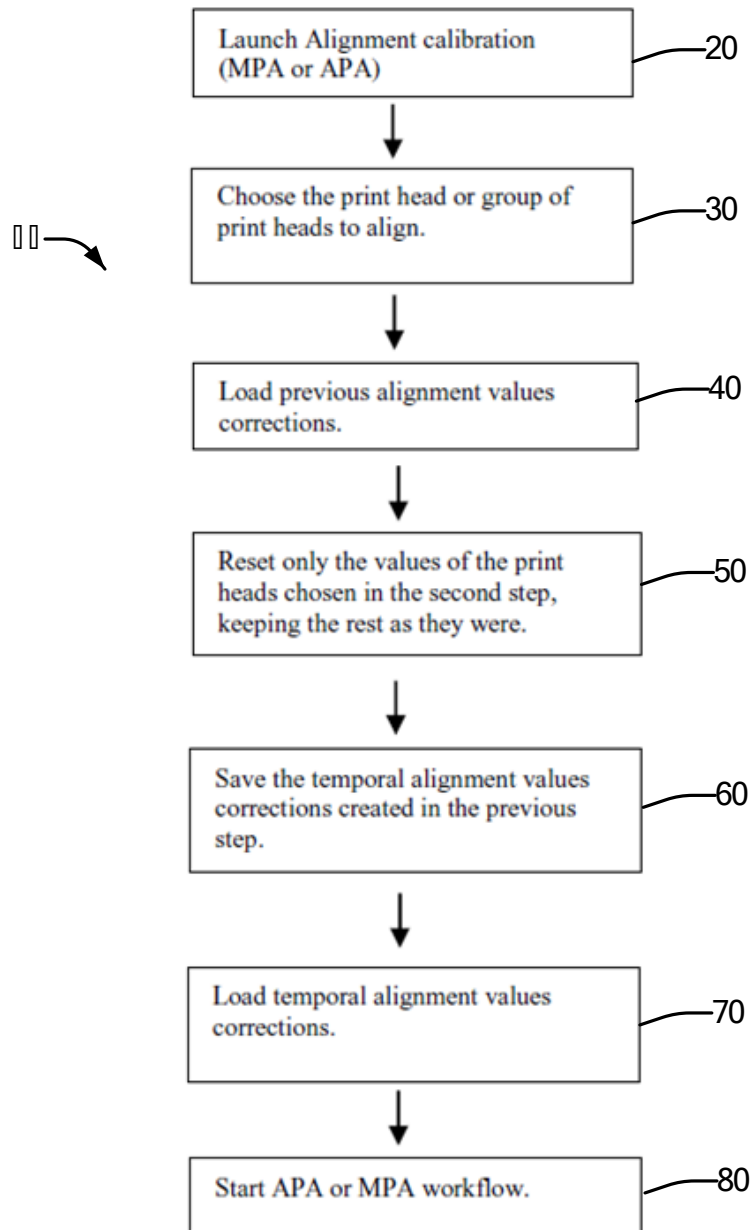 Launch Alignment calibration
(MPA or APA)
20
Choose the print head or group of
print heads to align.
30
Load previous alignment values
corrections.
40
Reset only the values of the print
heads chosen in the second step,
keeping the rest as they were.
50
Save the temporal alignment values
corrections created in the previous
step.
60
Load temporal alignment values
corrections.
70
Start APA or MPA workflow.
80